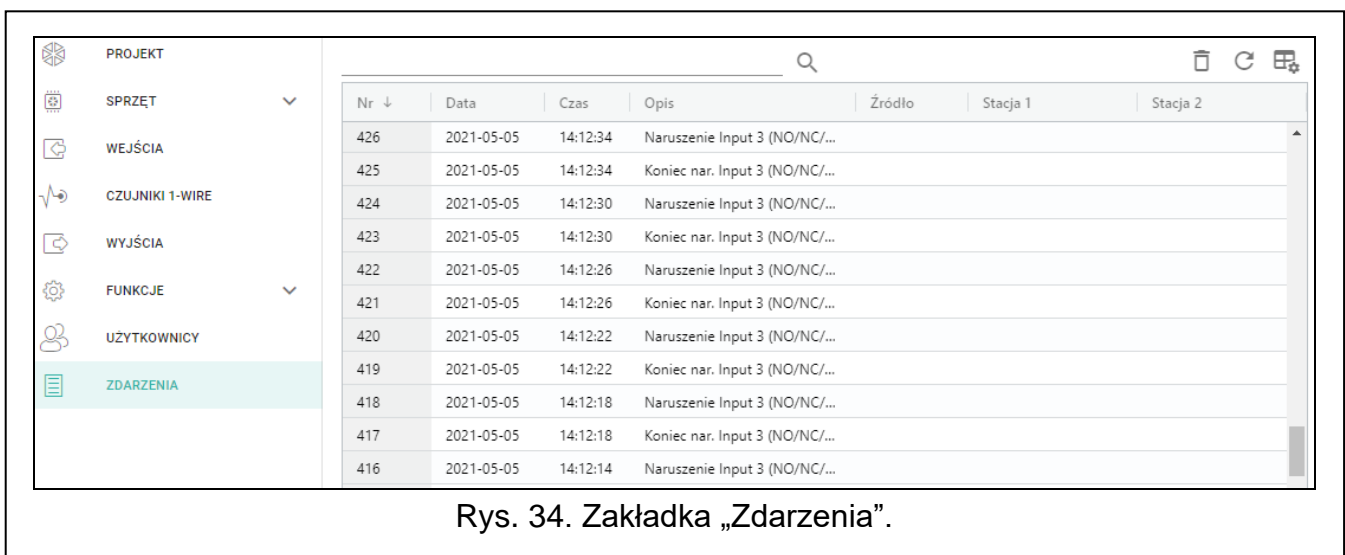 PROJEKT
SPRZĘT
WEJŚCIA
CZUJNIKI 1-WIRE
WYJŚCIA
FUNKCJE
UŻYTKOWNICY
ZDARZENIA
Nr ↓ Data Czas Opis Źródło Stacja 1 Stacja 2
426 2021-05-05 14:12:34 Naruszenie Input 3 (NO/NC/...
425 2021-05-05 14:12:34 Koniec nar. Input 3 (NO/NC/...
424 2021-05-05 14:12:30 Naruszenie Input 3 (NO/NC/...
423 2021-05-05 14:12:30 Koniec nar. Input 3 (NO/NC/...
422 2021-05-05 14:12:26 Naruszenie Input 3 (NO/NC/...
421 2021-05-05 14:12:26 Koniec nar. Input 3 (NO/NC/...
420 2021-05-05 14:12:22 Naruszenie Input 3 (NO/NC/...
419 2021-05-05 14:12:22 Koniec nar. Input 3 (NO/NC/...
418 2021-05-05 14:12:18 Naruszenie Input 3 (NO/NC/...
417 2021-05-05 14:12:18 Koniec nar. Input 3 (NO/NC/...
416 2021-05-05 14:12:14 Naruszenie Input 3 (NO/NC/...
Rys. 34. Zakładka „Zdarzenia”.